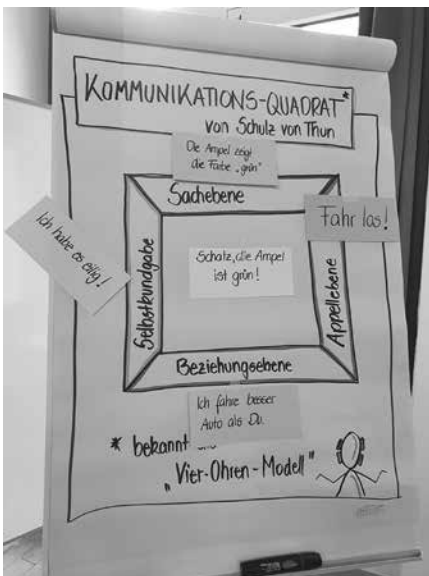 KOMMUNIKATIONS-QUADRAT*
von Schulz von Thun
Die Ampel zeigt
die Farbe „grün“
Sachebene
Ich habe es eilig!
Fahr los!
Selbstkundgabe
Schatz, die Ampel
ist grün!
Appellebene
Beziehungsebene
Ich fahre besser
Auto als Du.
* bekannt
„Vier-Ohren-Modell“